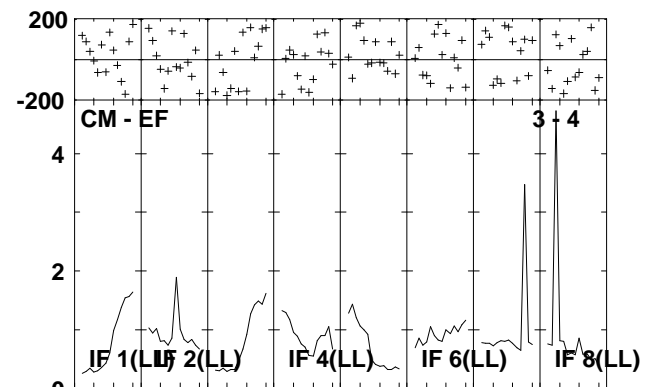 200
-200
CM - EF 3 - 4
4
2
IF 1(LL) IF 2(LL) IF 4(LL) IF 6(LL) IF 8(LL)
0